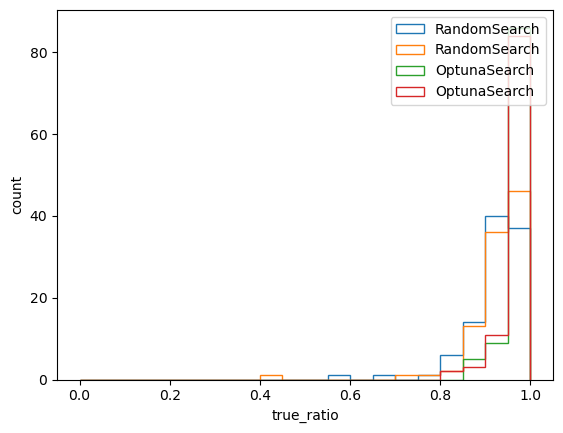 RandomSearch
RandomSearch
OptunaSearch
OptunaSearch
80
60
40
20
0
count
0.0 0.2 0.4 0.6 0.8 1.0
true_ratio